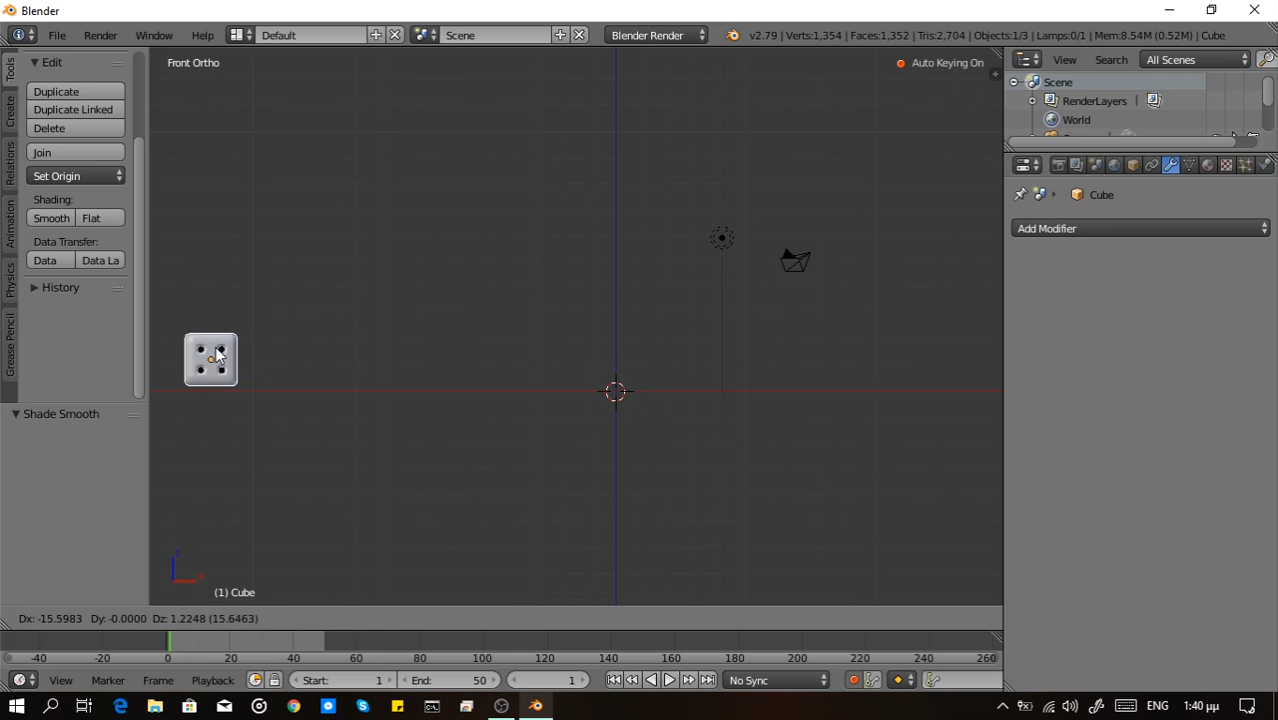 Blender
File Render Window Help Default Scene Blender Render v2.79 | Verts:1,354 | Faces:1,352 | Tris:2,704 | Objects:1/3 | Lamps:0/1 | Mem:8.54M (0.52M) | Cube
Tools
Create
Relations
Animation
Physics
Grease Pencil
Edit
Duplicate
Duplicate Linked
Delete
Join
Set Origin
Shading:
Smooth Flat
Data Transfer:
Data Data La
History
Shade Smooth
Front Ortho
Auto Keying On
z
x
(1) Cube
View Search All Scenes
Scene
RenderLayers
World
Cube
Add Modifier
Dx: -15.5983 Dy: -0.0000 Dz: 1.2248 (15.6463)
-40 -20 0 20 40 60 80 100 120 140 160 180 200 220 240 260
View Marker Frame Playback Start: 1 End: 50 1 No Sync
ΕΝΗ 1:40 μμ